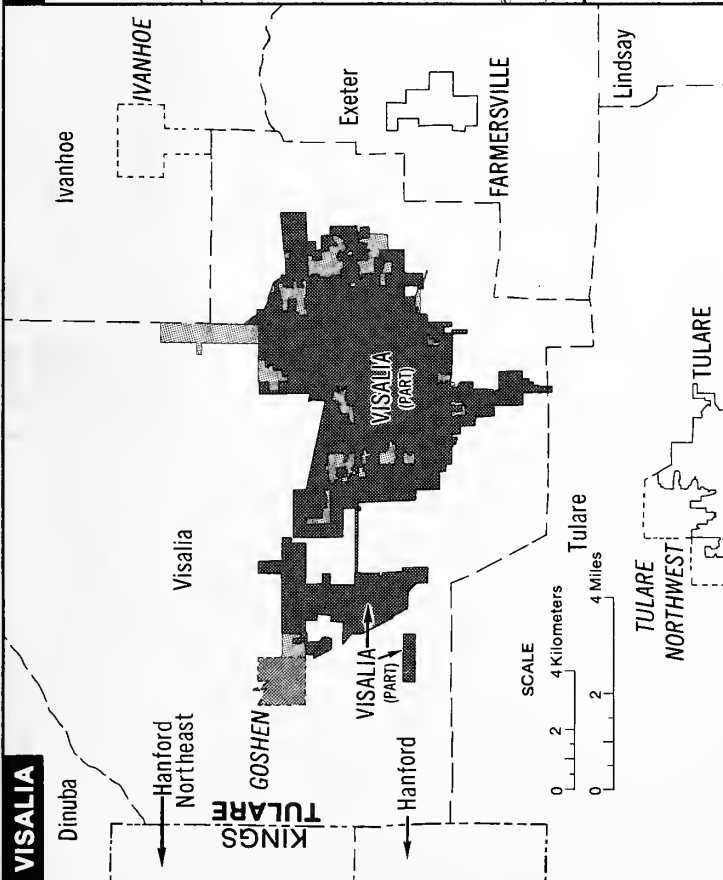 VISALIA
Dinuba
Hanford
Northeast
GOSHEN
KINGS
TULARE
Hanford
Visalia
VISALIA
(PART)
VISALIA
(PART)
Ivanhoe
IVANHOE
Exeter
FARMERSVILLE
Lindsay
Tulare
TULARE
NORTHWEST
TULARE
SCALE
0 2 4 Kilometers
0 2 4 Miles